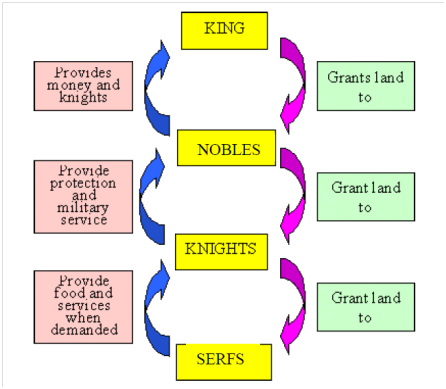 KING
Provides
money and
knights
Grants land
to
NOBLES
Provide
protection
and
military
service
Grant land
to
KNIGHTS
Provide
food and
services
when
demanded
Grant land
to
SERFS